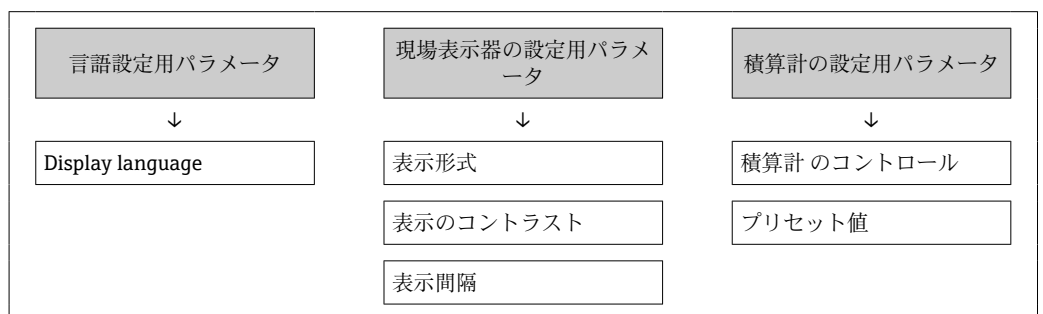 言語設定用パラメータ
現場表示器の設定用パラメ
ータ
積算計の設定用パラメータ
↓
↓
↓
Display language
表示形式
積算計 のコントロール
表示のコントラスト
プリセット値
表示間隔